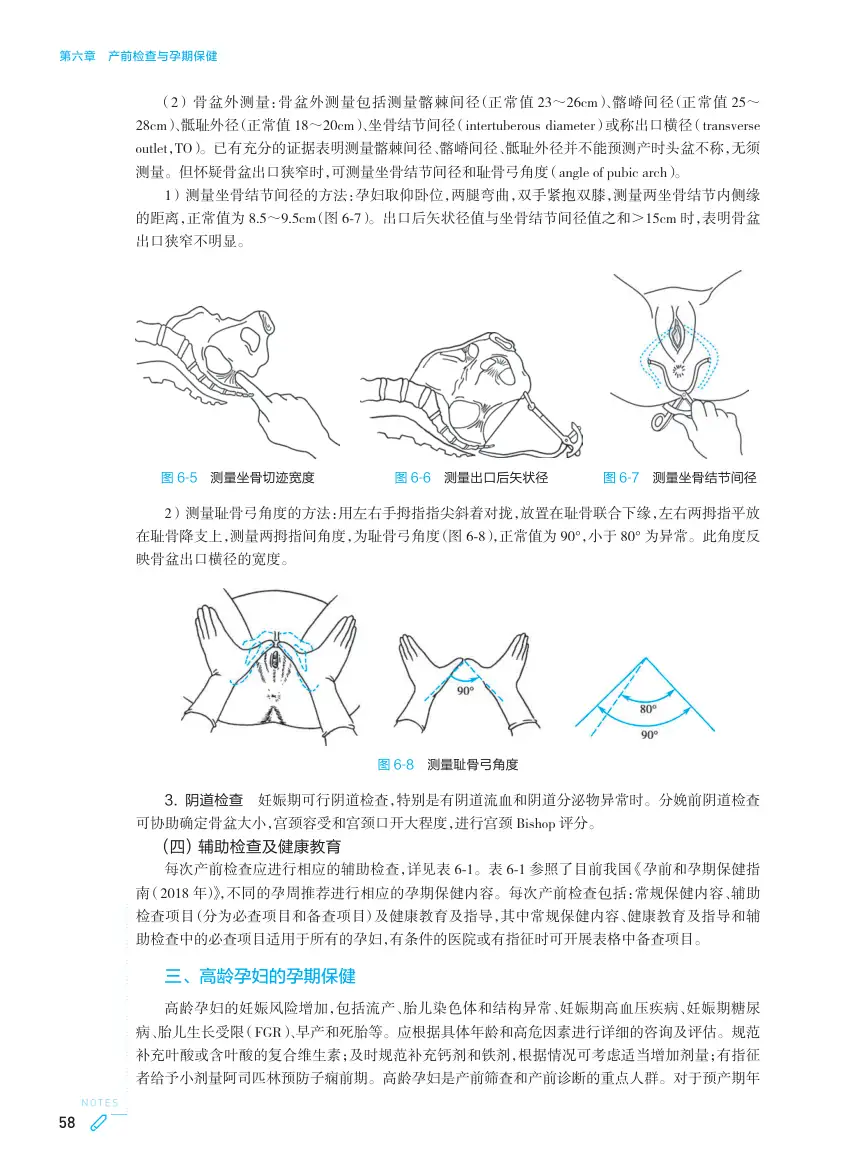 第六章 产前检查与孕期保健
（2）骨盆外测量：骨盆外测量包括测量髂棘间径（正常值 23～26cm）、髂嵴间径（正常值 25～
28cm）、骶耻外径（正常值 18～20cm）、坐骨结节间径（intertuberous diameter）或称出口横径（transverse
outlet，TO）。已有充分的证据表明测量髂棘间径、髂嵴间径、骶耻外径并不能预测产时头盆不称，无须
测量。但怀疑骨盆出口狭窄时，可测量坐骨结节间径和耻骨弓角度（angle of pubic arch）。
1）测量坐骨结节间径的方法：孕妇取仰卧位，两腿弯曲，双手紧抱双膝，测量两坐骨结节内侧缘
的距离，正常值为 8.5～9.5cm（图 6-7）。出口后矢状径值与坐骨结节间径值之和＞15cm 时，表明骨盆
出口狭窄不明显。
图 6-5 测量坐骨切迹宽度
图 6-6 测量出口后矢状径
图 6-7 测量坐骨结节间径
2）测量耻骨弓角度的方法：用左右手拇指指尖斜着对拢，放置在耻骨联合下缘，左右两拇指平放
在耻骨降支上，测量两拇指间角度，为耻骨弓角度（图 6-8），正常值为 90°，小于 80° 为异常。此角度反
映骨盆出口横径的宽度。
90°
80°
90°
图 6-8 测量耻骨弓角度
3. 阴道检查 妊娠期可行阴道检查，特别是有阴道流血和阴道分泌物异常时。分娩前阴道检查
可协助确定骨盆大小，宫颈容受和宫颈口开大程度，进行宫颈 Bishop 评分。
（四）辅助检查及健康教育
每次产前检查应进行相应的辅助检查，详见表 6-1。表 6-1 参照了目前我国《孕前和孕期保健指
南（2018 年）》，不同的孕周推荐进行相应的孕期保健内容。每次产前检查包括：常规保健内容、辅助
检查项目（分为必查项目和备查项目）及健康教育及指导，其中常规保健内容、健康教育及指导和辅
助检查中的必查项目适用于所有的孕妇，有条件的医院或有指征时可开展表格中备查项目。
三、高龄孕妇的孕期保健
高龄孕妇的妊娠风险增加，包括流产、胎儿染色体和结构异常、妊娠期高血压疾病、妊娠期糖尿
病、胎儿生长受限（FGR）、早产和死胎等。应根据具体年龄和高危因素进行详细的咨询及评估。规范
补充叶酸或含叶酸的复合维生素；及时规范补充钙剂和铁剂，根据情况可考虑适当增加剂量；有指征
者给予小剂量阿司匹林预防子痫前期。高龄孕妇是产前筛查和产前诊断的重点人群。对于预产期年
NOTES
58